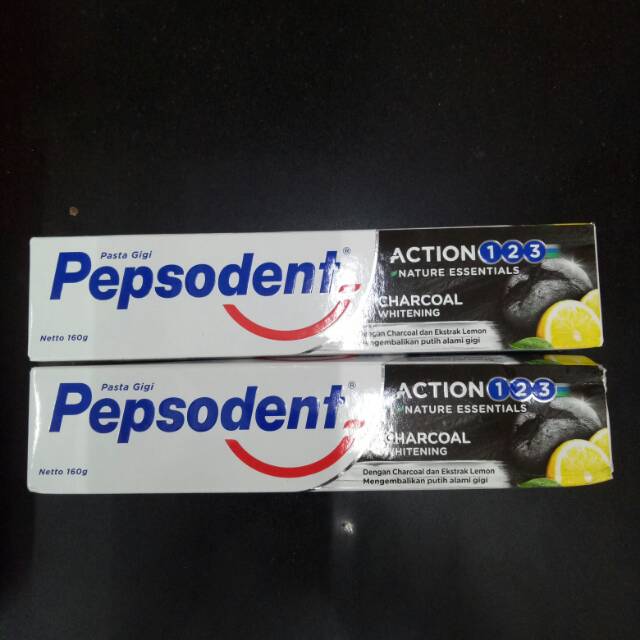 Pasta Gigi
Pepsodent®
Netto 160g
ACTION 123
NATURE ESSENTIALS
CHARCOAL
WHITENING
Dengan Charcoal dan Ekstrak Lemon
Mengembalikan putih alami gigi
Pasta Gigi
Pepsodent®
Netto 160g
ACTION 123
NATURE ESSENTIALS
CHARCOAL
WHITENING
Dengan Charcoal dan Ekstrak Lemon
Mengembalikan putih alami gigi